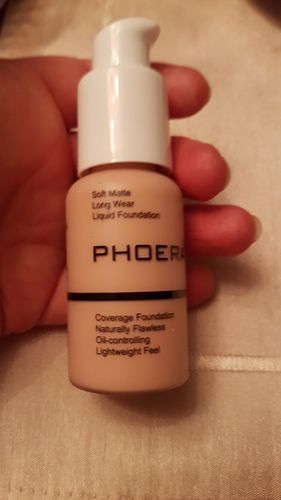 Soft Matte
Long Wear
Liquid Foundation
PHOERA
Coverage Foundation
Naturally Flawless
Oil-controlling
Lightweight Feel